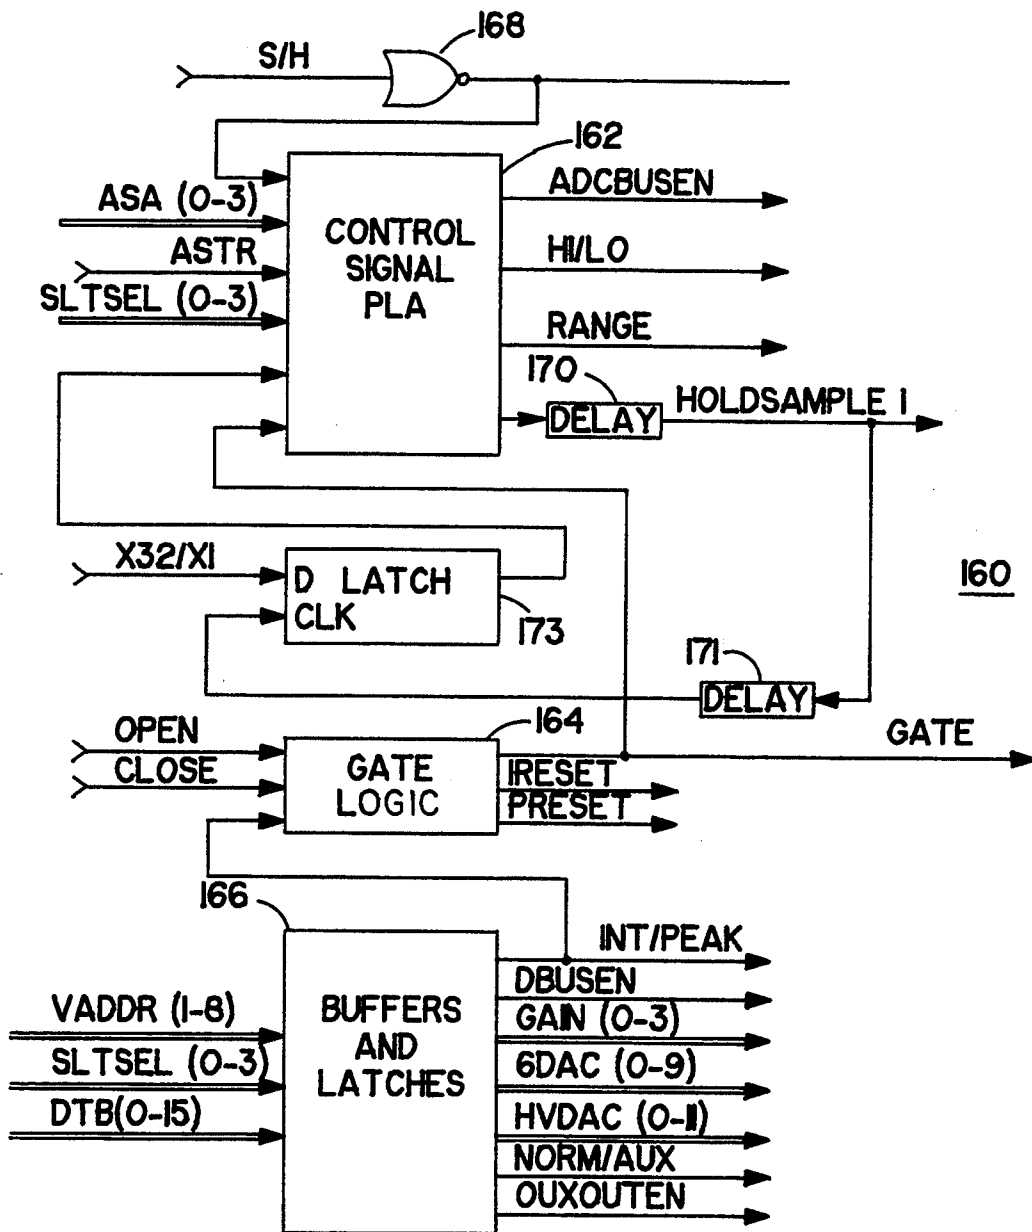 168
S/H
162
ASA (0-3)
ADCBUSEN
CONTROL
SIGNAL
PLA
ASTR
HI/LO
SLTSEL (0-3)
RANGE
170
DELAY
HOLDSAMPLE 1
X32/X1
D LATCH
CLK
173
160
171
DELAY
164
OPEN
CLOSE
GATE
LOGIC
GATE
IRESET
PRESET
166
INT/PEAK
DBUSEN
VADDR (1-8)
BUFFERS
AND
LATCHES
GAIN (0-3)
SLTSEL (0-3)
6DAC (0-9)
DTB(0-15)
HVDAC (0-11)
NORM/AUX
OUXOUTEN